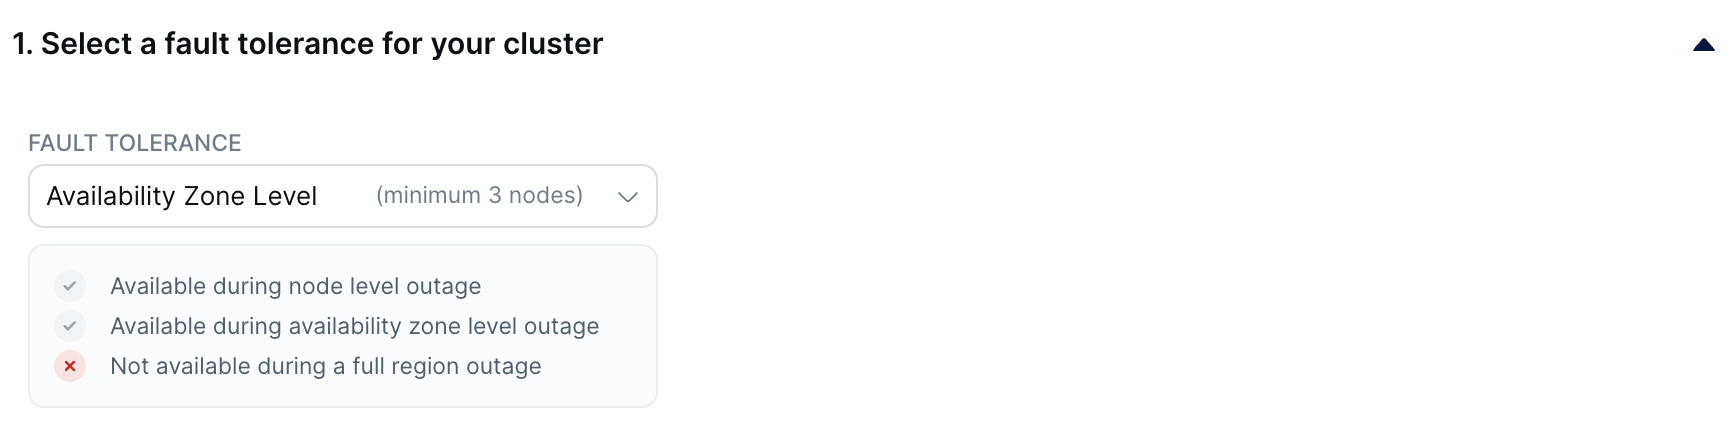 1. Select a fault tolerance for your cluster
FAULT TOLERANCE
Availability Zone Level (minimum 3 nodes)
Available during node level outage
Available during availability zone level outage
Not available during a full region outage